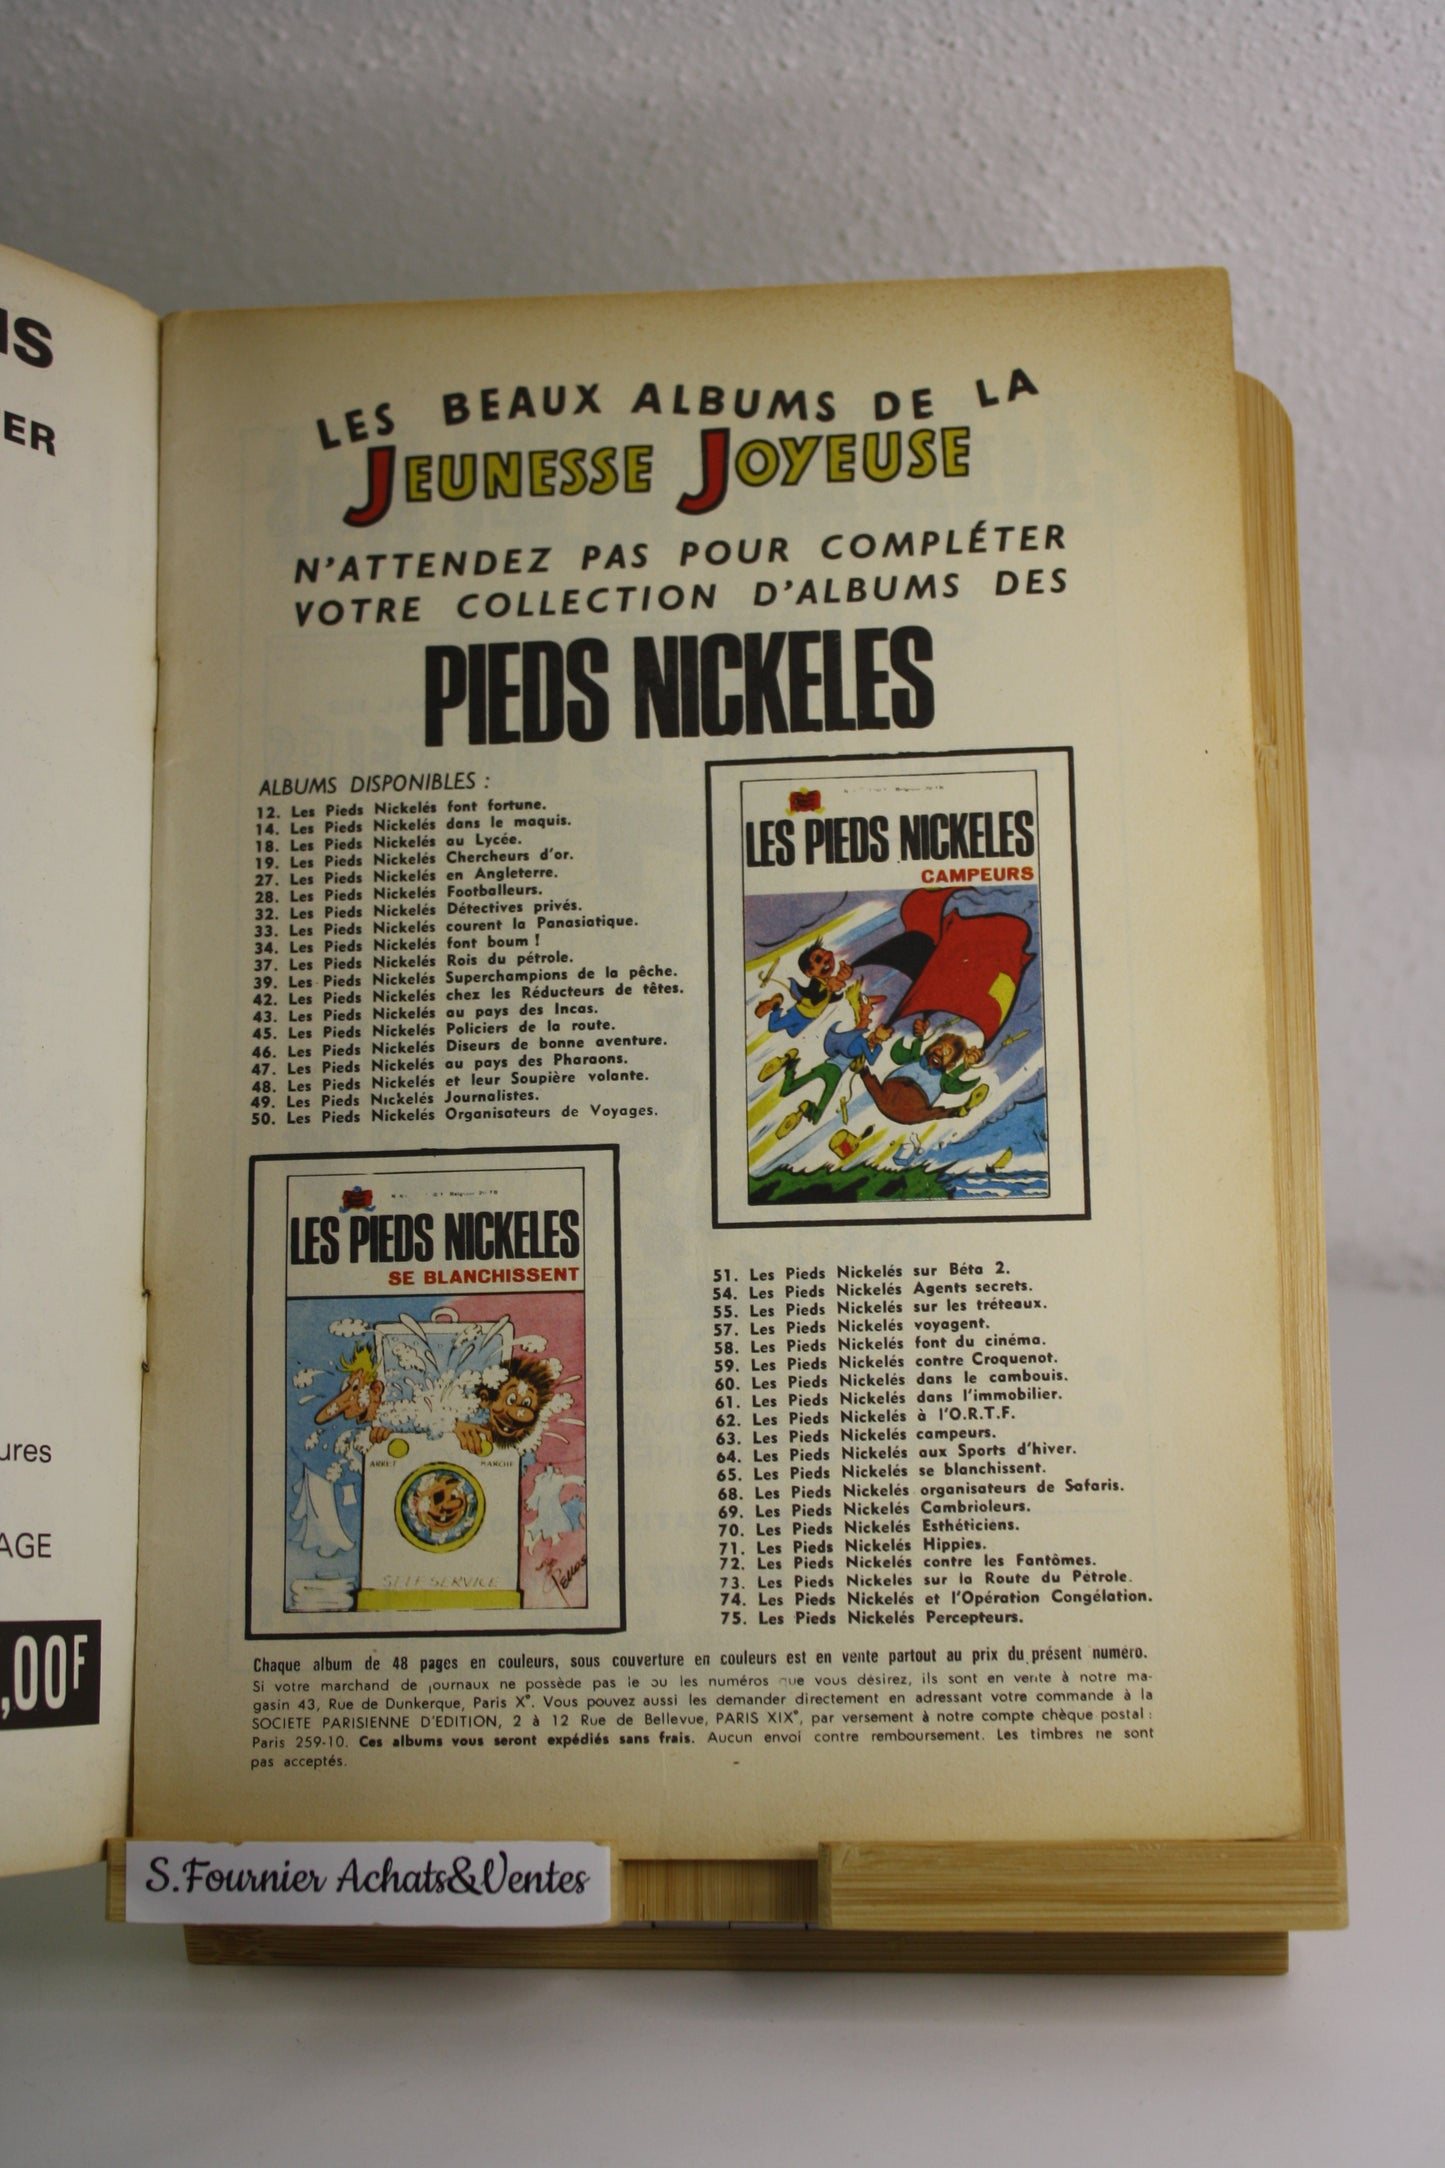 IS
ER
ures
AGE
,00F
LES BEAUX ALBUMS DE LA
JEUNESSE JOYEUSE
N'ATTENDEZ PAS POUR COMPLÉTER
VOTRE COLLECTION D'ALBUMS DES
PIEDS NICKELES
ALBUMS DISPONIBLES :
12. Les Pieds Nickelés font fortune.
14. Les Pieds Nickelés dans le maquis.
18. Les Pieds Nickelés au Lycée.
19. Les Pieds Nickelés Chercheurs d'or.
27. Les Pieds Nickelés en Angleterre.
28. Les Pieds Nickelés Footballeurs.
32. Les Pieds Nickelés Détectives privés.
33. Les Pieds Nickelés courent la Panasiatique.
34. Les Pieds Nickelés font boum !
37. Les Pieds Nickelés Rois du pétrole.
39. Les Pieds Nickelés Superchampions de la pêche.
42. Les Pieds Nickelés chez les Réducteurs de têtes.
43. Les Pieds Nickelés au pays des Incas.
45. Les Pieds Nickelés Policiers de la route.
46. Les Pieds Nickelés Diseurs de bonne aventure.
47. Les Pieds Nickelés au pays des Pharaons.
48. Les Pieds Nickelés et leur Soupière volante.
49. Les Pieds Nickelés Journalistes.
50. Les Pieds Nickelés Organisateurs de Voyages.
LES PIEDS NICKELES
CAMPEURS
LES PIEDS NICKELES
SE BLANCHISSENT
ARRET
MARCHE
SELF SERVICE
Pellos
51. Les Pieds Nickelés sur Béta 2.
54. Les Pieds Nickelés Agents secrets.
55. Les Pieds Nickelés sur les tréteaux.
57. Les Pieds Nickelés voyagent.
58. Les Pieds Nickelés font du cinéma.
59. Les Pieds Nickelés contre Croquenot.
60. Les Pieds Nickelés dans le cambouis.
61. Les Pieds Nickelés dans l'immobilier.
62. Les Pieds Nickelés à l'O.R.T.F.
63. Les Pieds Nickelés campeurs.
64. Les Pieds Nickelés aux Sports d'hiver.
65. Les Pieds Nickelés se blanchissent.
68. Les Pieds Nickelés organisateurs de Safaris.
69. Les Pieds Nickelés Cambrioleurs.
70. Les Pieds Nickelés Esthéticiens.
71. Les Pieds Nickelés Hippies.
72. Les Pieds Nickelés contre les Fantômes.
73. Les Pieds Nickeles sur la Route du Pétrole.
74. Les Pieds Nickelés et l'Opération Congélation.
75. Les Pieds Nickelés Percepteurs.
Chaque album de 48 pages en couleurs, sous couverture en couleurs est en vente partout au prix du présent numéro.
Si votre marchand de journaux ne possède pas le ou les numéros que vous désirez, ils sont en vente à notre ma-
gasin 43, Rue de Dunkerque, Paris X°. Vous pouvez aussi les demander directement en adressant votre commande à la
SOCIETE PARISIENNE D'EDITION, 2 à 12 Rue de Bellevue, PARIS XIX°, par versement à notre compte chèque postal :
Paris 259-10. Ces albums vous seront expédiés sans frais. Aucun envoi contre remboursement. Les timbres ne sont
pas acceptés.
S.Fournier Achats&Ventes